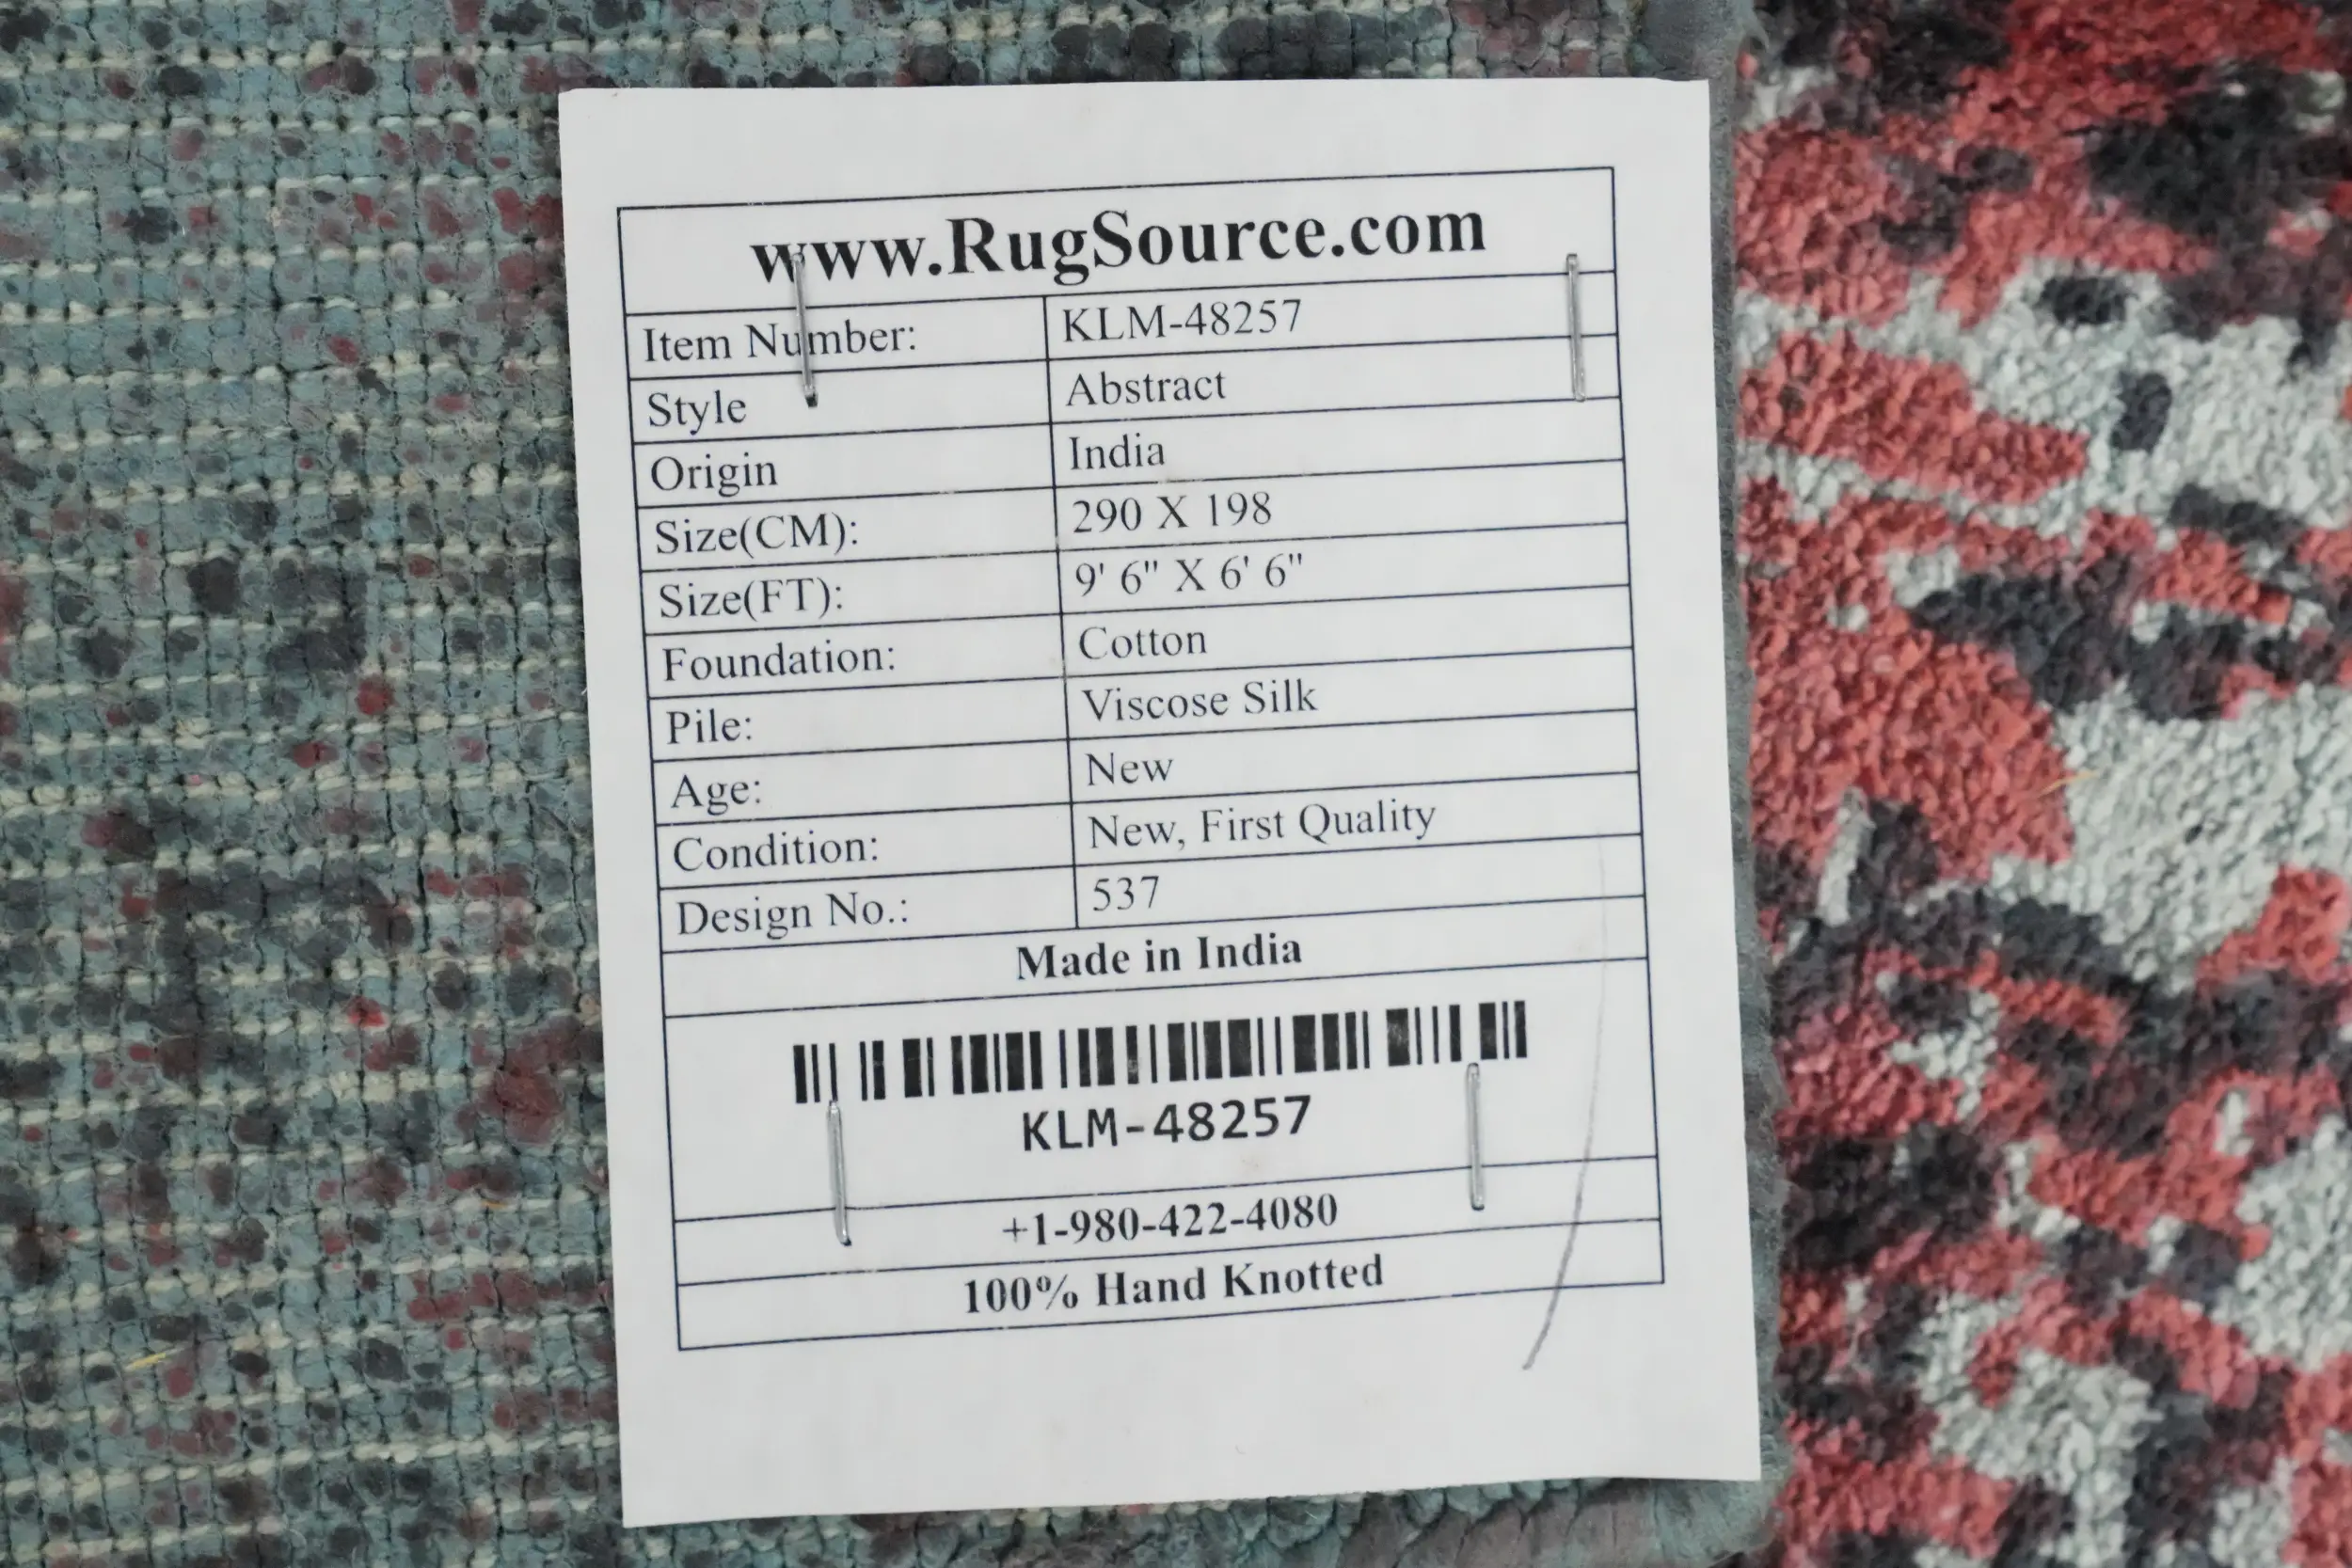 www.RugSource.com
Item Number: KLM-48257
Style Abstract
Origin India
Size(CM): 290 X 198
Size(FT): 9' 6" X 6' 6"
Foundation: Cotton
Pile: Viscose Silk
Age: New
Condition: New, First Quality
Design No.: 537
Made in India
KLM-48257
+1-980-422-4080
100% Hand Knotted